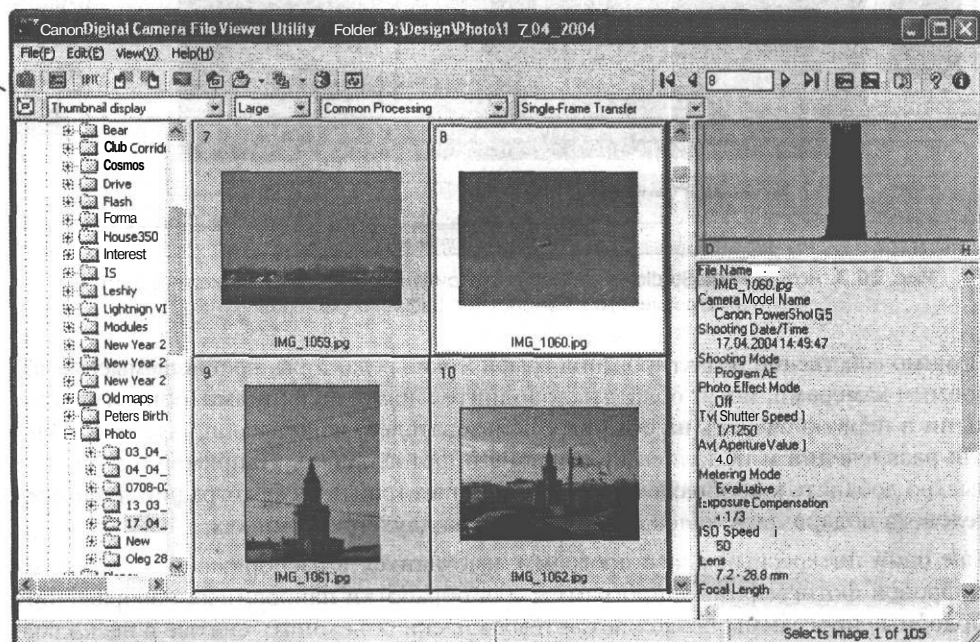 CanonDigital Camera File Viewer Utility Folder D:\Design\Photo\1 7_04_2004
File(F) Edit(E) View(V) Help(H)
IPTC 8
Thumbnail display Large Common Processing Single-Frame Transfer
Bear
Club Corrido
Cosmos
Drive
Flash
Forma
House350
Interest
IS
Leshiy
Lightnign VI
Modules
New Year 2
New Year 2
New Year 2
Old maps
Peters Birth
Photo
03_04_
04_04_
0708-02
13_03_
17_04_
New
Oleg 28
7
IMG_1059.jpg
8
IMG_1060.jpg
9
IMG_1061.jpg
10
IMG_1062.jpg
0 H
File Name
IMG_1060.jpg
Camera Model Name
Canon PowerShot G5
Shooting Date/Time
17.04.2004 14:49:47
Shooting Mode
Program AE
Photo Effect Mode
Off
Tv( Shutter Speed )
1/1250
Av( Aperture Value )
4.0
Metering Mode
Evaluative
Exposure Compensation
+1/3
ISO Speed
50
Lens
7.2 - 28.8 mm
Focal Length
Selects image 1 of 105